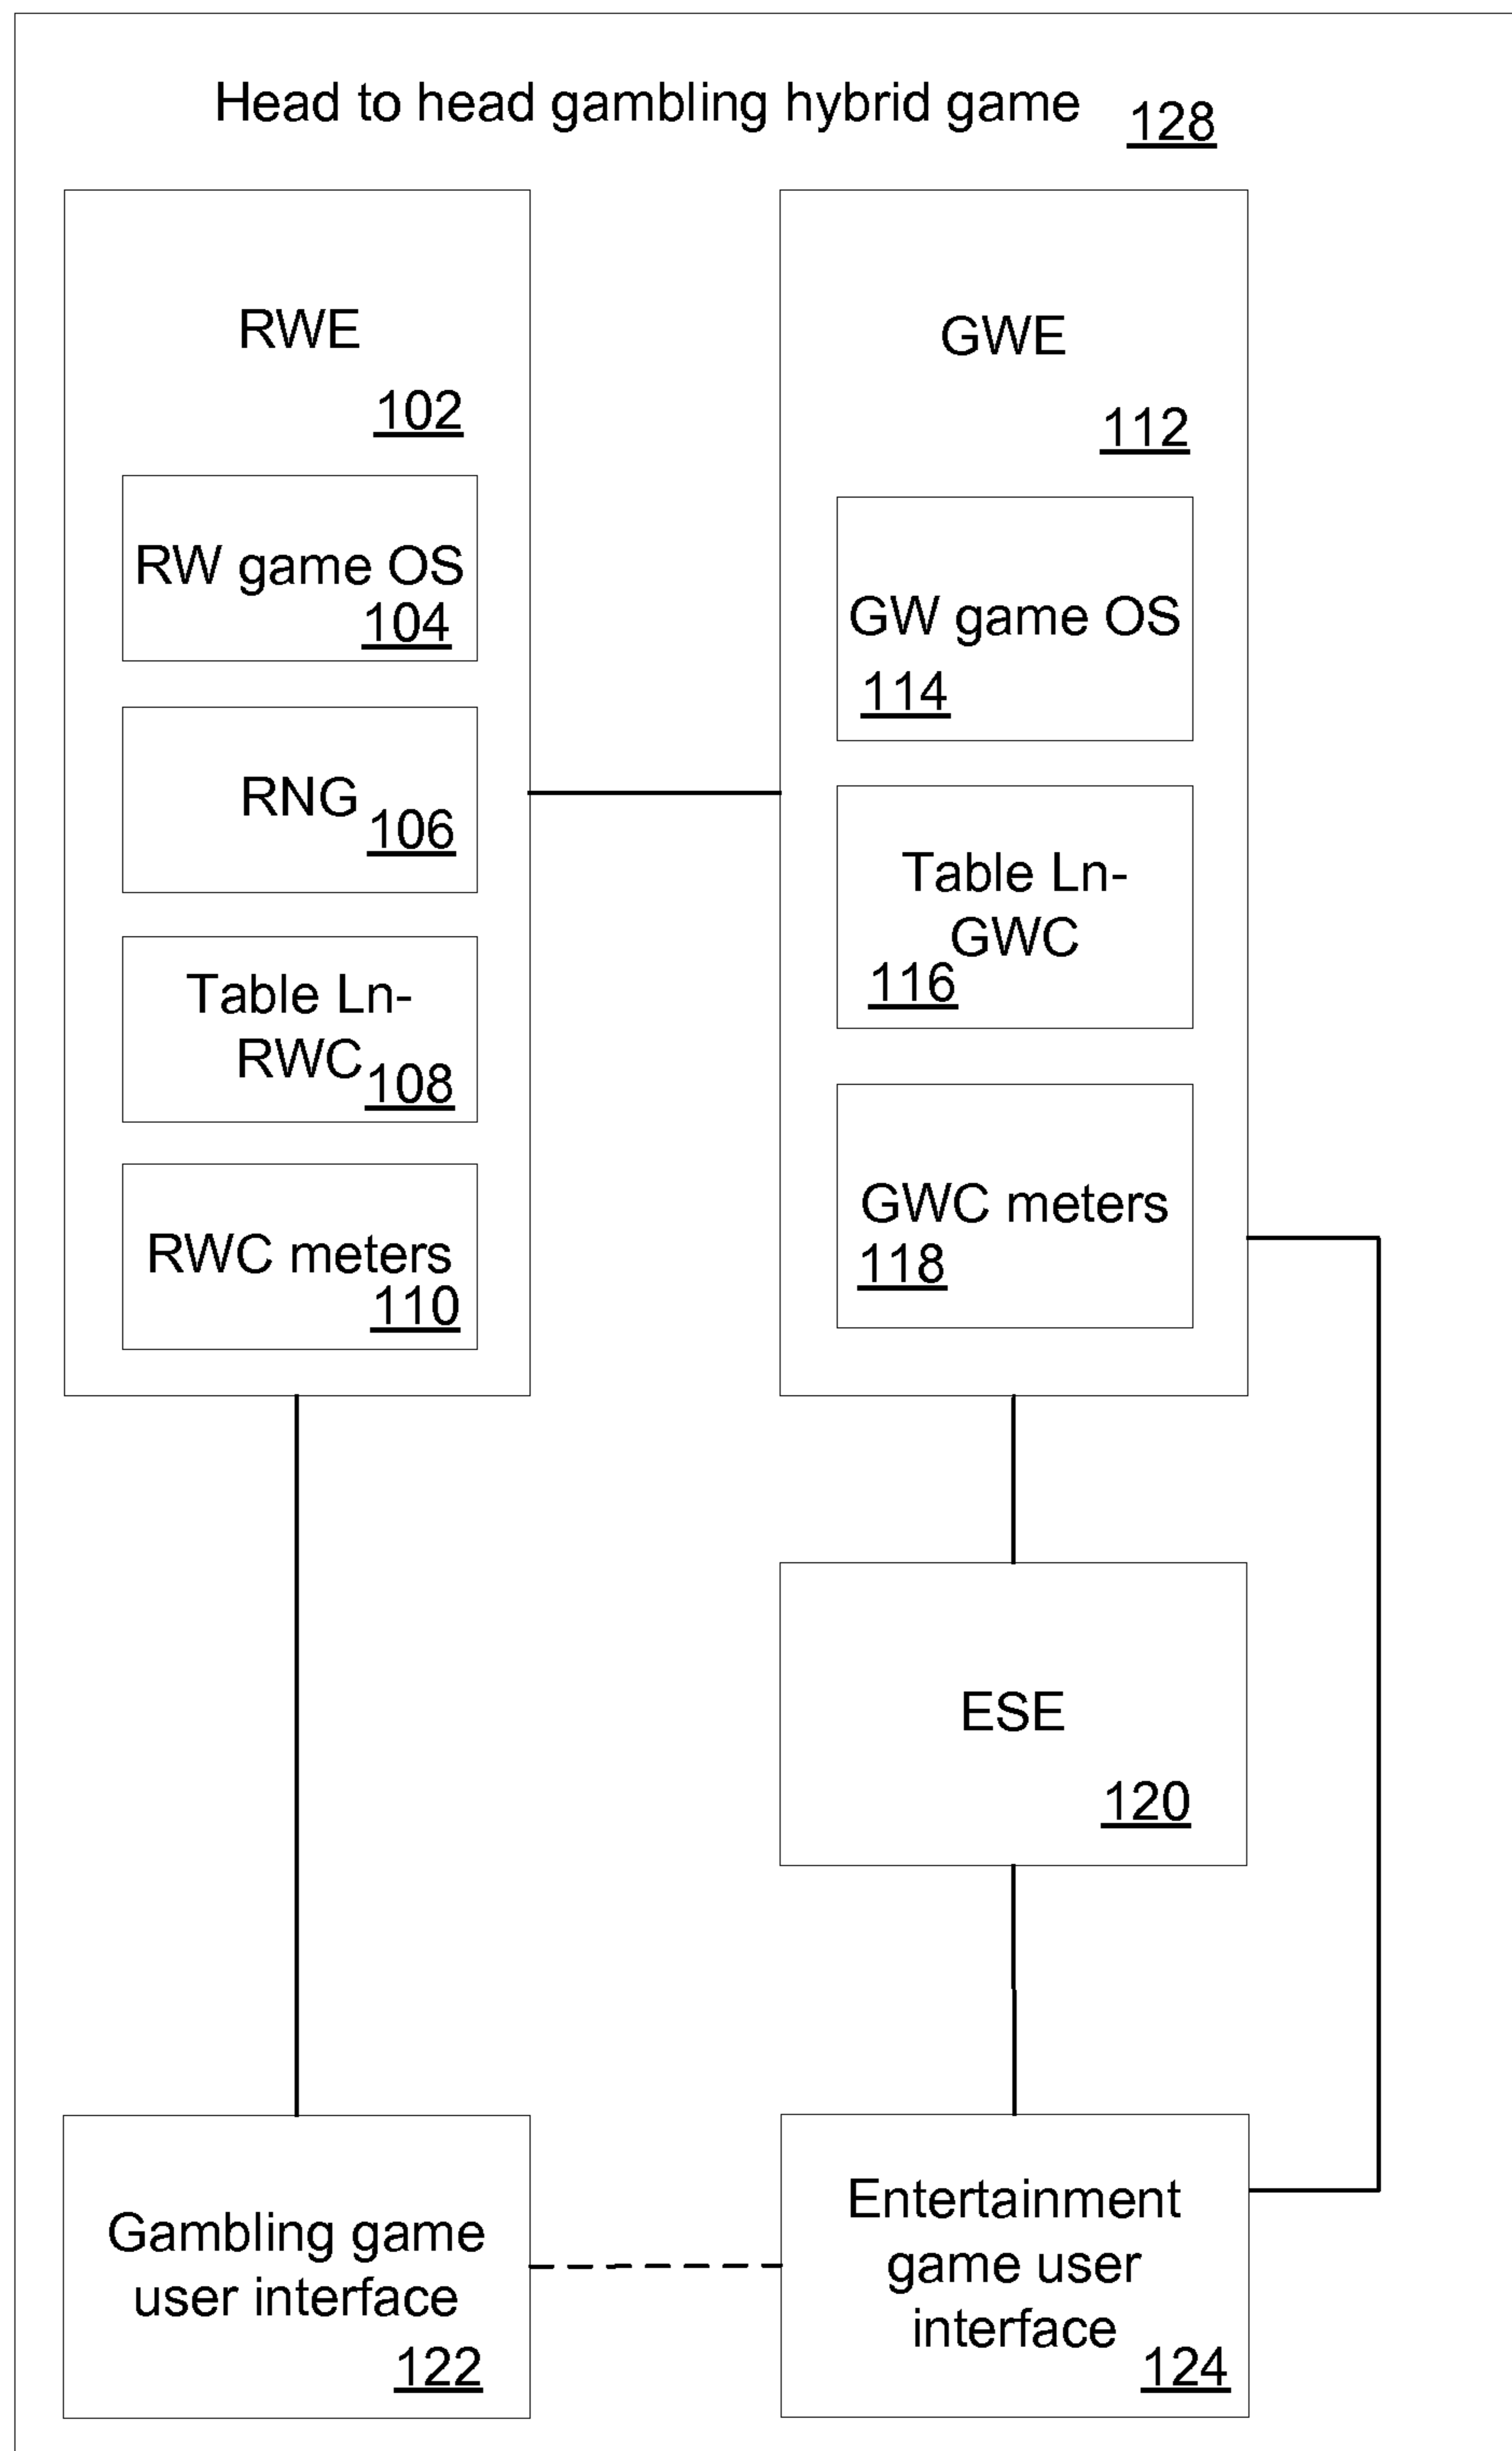 Head to head gambling hybrid game
128
RWE
102
RW game OS
104
RNG
106
Table Ln-
RWC
108
RWC meters
110
GWE
112
GW game OS
114
Table Ln-
GWC
116
GWC meters
118
ESE
120
Gambling game
user interface
122
Entertainment
game user
interface
124